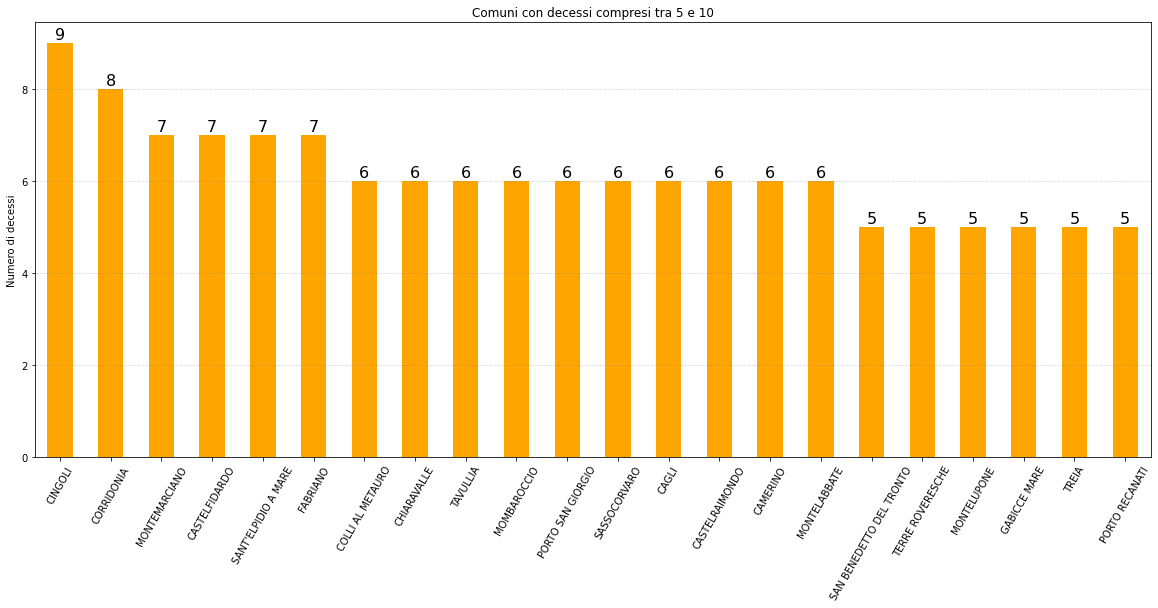 Comuni con decessi compresi tra 5 e 10
Numero di decessi
8
6
4
2
0
9
8
7
7
7
7
6
6
6
6
6
6
6
6
6
6
5
5
5
5
5
5
CINGOLI
CORRIDONIA
MONTEMARCIANO
CASTELFIDARDO
SANT'ELPIDIO A MARE
FABRIANO
COLLI AL METAURO
CHIARAVALLE
TAVULLIA
MOMBAROCCIO
PORTO SAN GIORGIO
SASSOCORVARO
CAGLI
CASTELRAIMONDO
CAMERINO
MONTELABBATE
SAN BENEDETTO DEL TRONTO
TERRE ROVERESCHE
MONTELUPONE
GABICCE MARE
TREIA
PORTO RECANATI